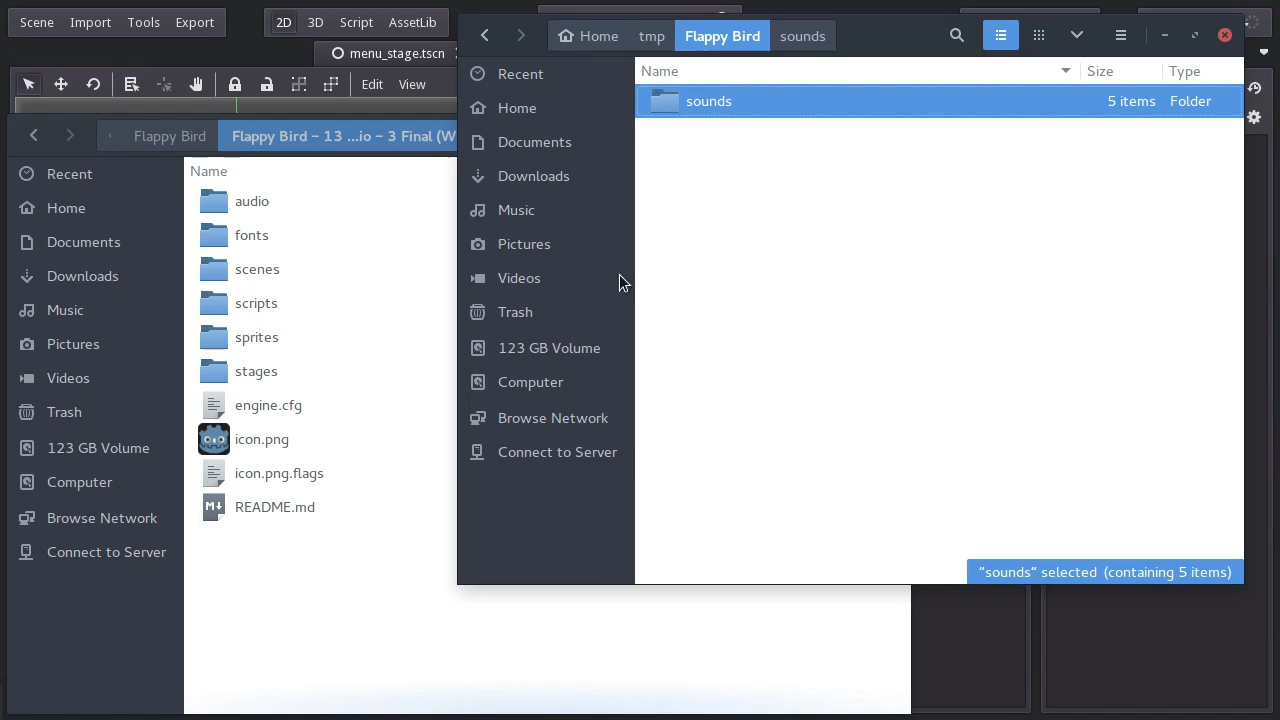 Scene Import Tools Export
2D 3D Script AssetLib
menu_stage.tscn
Edit View
Home tmp Flappy Bird sounds
Name Size Type
sounds 5 items Folder
Recent
Home
Documents
Downloads
Music
Pictures
Videos
Trash
123 GB Volume
Computer
Browse Network
Connect to Server
"sounds" selected (containing 5 items)
Flappy Bird Flappy Bird – 13 ...io – 3 Final (W
Recent
Home
Documents
Downloads
Music
Pictures
Videos
Trash
123 GB Volume
Computer
Browse Network
Connect to Server
Name
audio
fonts
scenes
scripts
sprites
stages
engine.cfg
icon.png
icon.png.flags
README.md